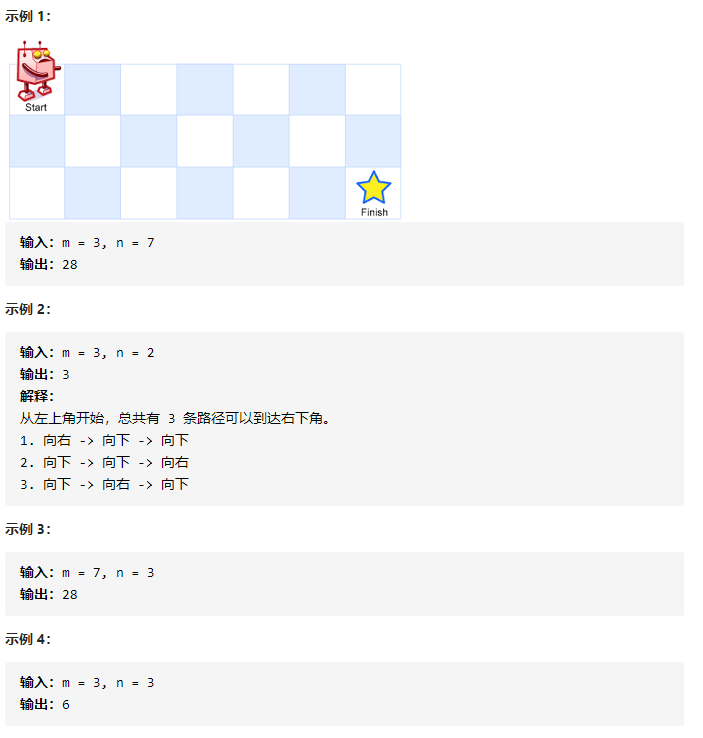 示例 1：
Start
Finish
输入：m = 3, n = 7
输出：28
示例 2：
输入：m = 3, n = 2
输出：3
解释：
从左上角开始，总共有 3 条路径可以到达右下角。
1. 向右 -> 向下 -> 向下
2. 向下 -> 向下 -> 向右
3. 向下 -> 向右 -> 向下
示例 3：
输入：m = 7, n = 3
输出：28
示例 4：
输入：m = 3, n = 3
输出：6